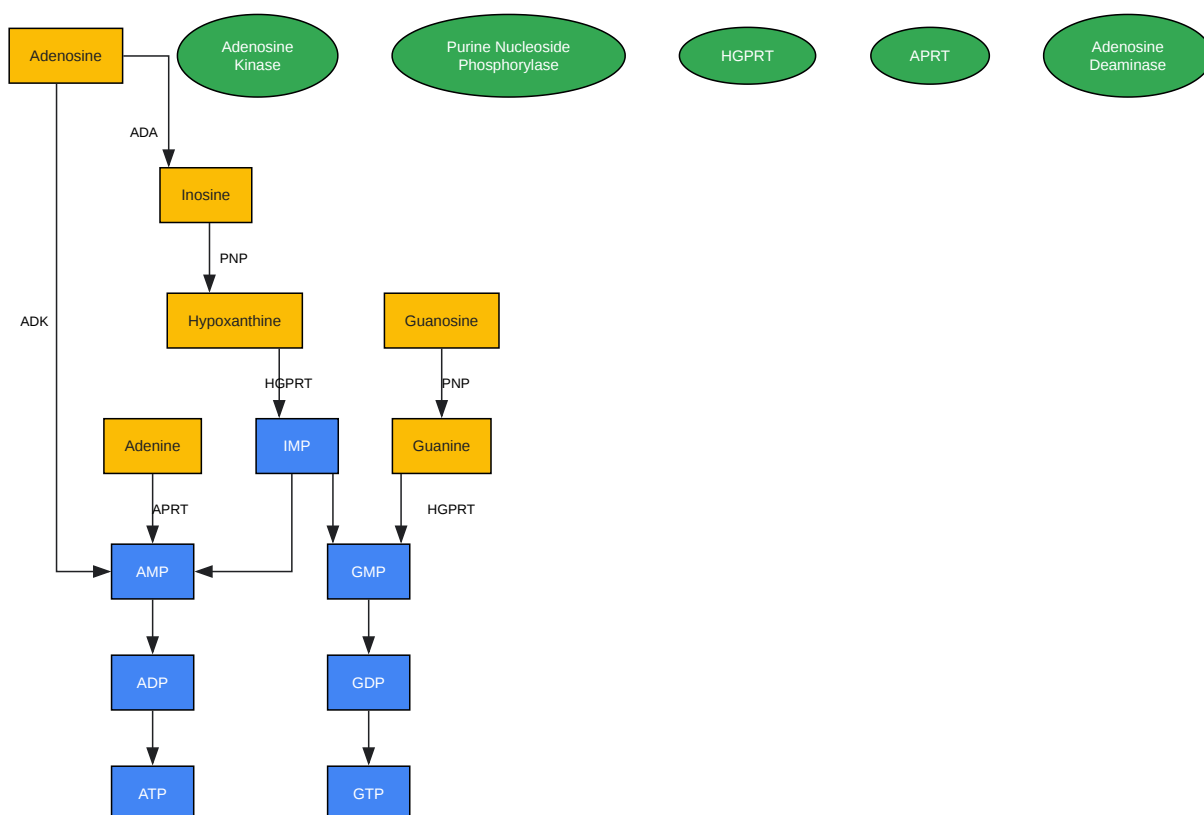 Adenosine
Adenosine
Kinase
Purine Nucleoside
Phosphorylase
HGPRT
APRT
Adenosine
Deaminase
ADA
Inosine
PNP
ADK
Hypoxanthine
Guanosine
HGPRT
PNP
Adenine
IMP
Guanine
APRT
HGPRT
AMP
GMP
ADP
GDP
ATP
GTP